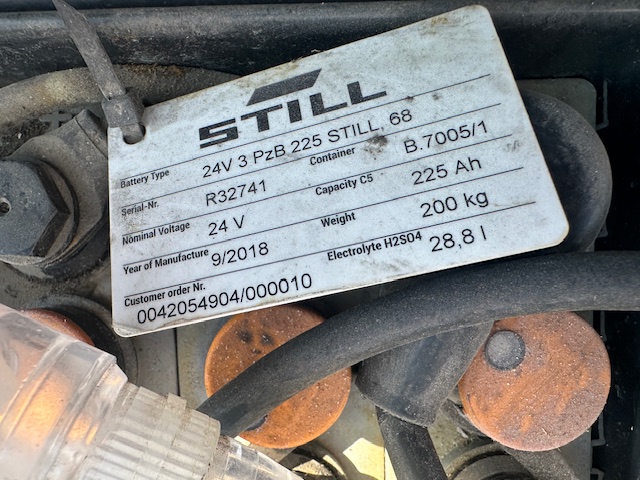 STILL
Battery Type 24V 3 PzB 225 STILL, 68
Serial-Nr. R32741 Container B.7005/1
Nominal Voltage 24 V Capacity C5 225 Ah
Year of Manufacture 9/2018 Weight 200 kg
Customer order Nr. Electrolyte H2SO4 28,8 l
0042054904/000010